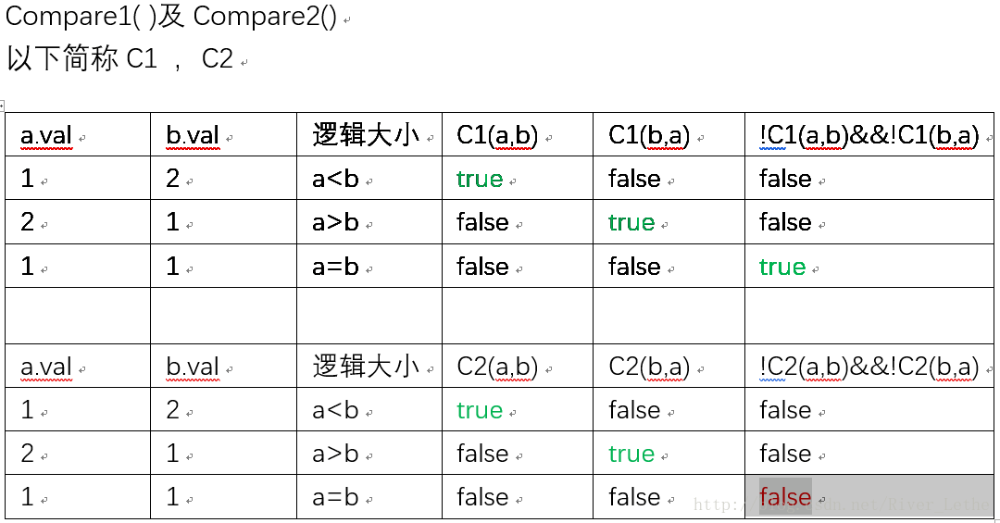 Compare1( )及 Compare2()
以下简称 C1 ， C2
a.val b.val 逻辑大小 C1(a,b) C1(b,a) !C1(a,b)&&!C1(b,a)
1 2 a<b true false false
2 1 a>b false true false
1 1 a=b false false true
a.val b.val 逻辑大小 C2(a,b) C2(b,a) !C2(a,b)&&!C2(b,a)
1 2 a<b true false false
2 1 a>b false true false
1 1 a=b false false false